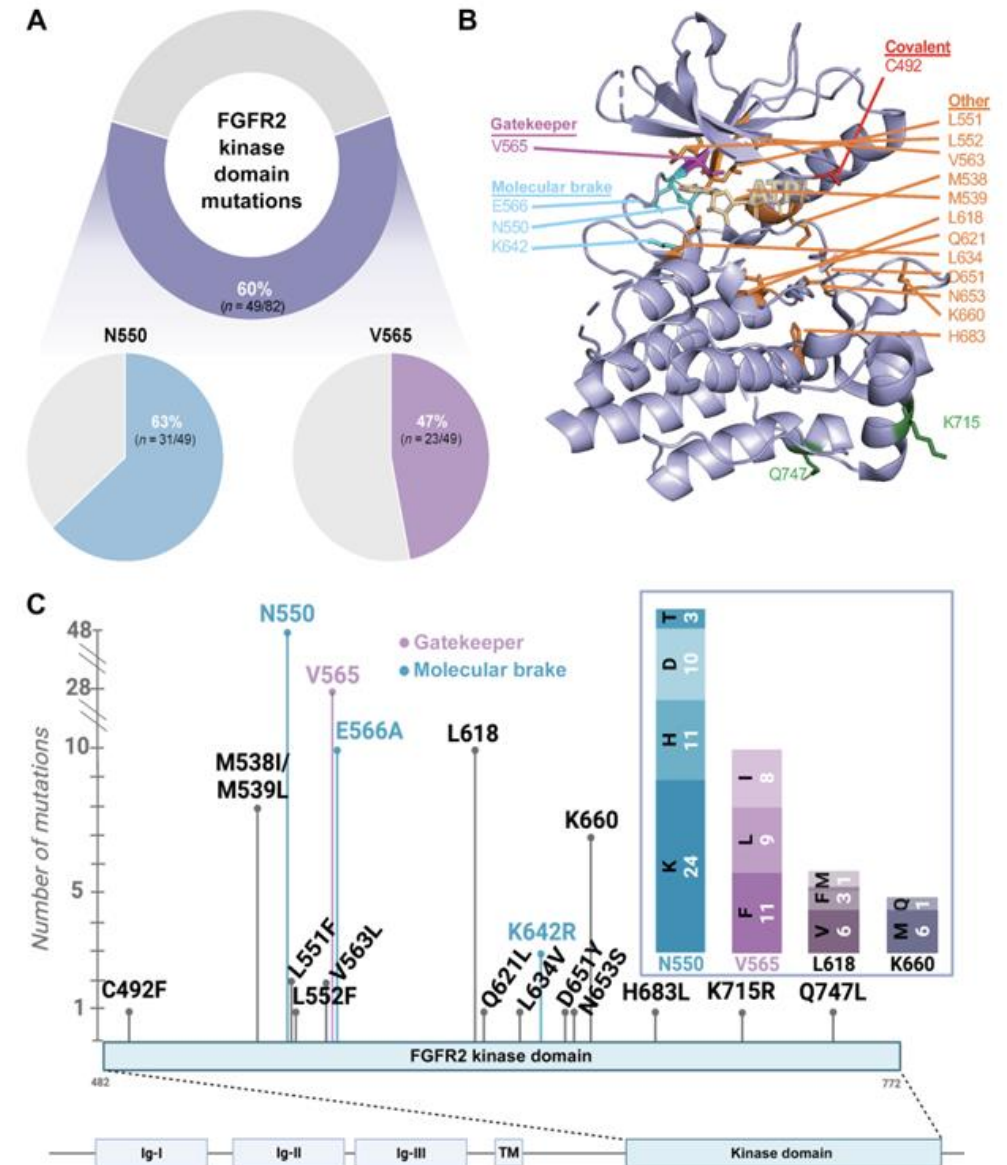 A
FGFR2
kinase
domain
mutations
60%
(n = 49/82)
N550
63%
(n = 31/49)
V565
47%
(n = 23/49)
B
Covalent
C492
Gatekeeper
V565
Molecular brake
E566
N550
K642
Other
L551
L552
V563
M538
M539
L618
Q621
L634
D651
N653
K660
H683
K715
Q747
C
Number of mutations
48
28
10
5
1
Gatekeeper
Molecular brake
C492F
M538I/
M539L
N550
L551F
L552F
V563L
V565
E566A
L618
Q621L
L634V
K642R
D651Y
N653S
K660
H683L
K715R
Q747L
T 3
D 10
H 11
K 24
N550
I 8
L 9
F 11
V565
M 1
F 3
V 6
L618
Q 1
M 6
K660
FGFR2 kinase domain
482
772
Ig-I
Ig-II
Ig-III
TM
Kinase domain